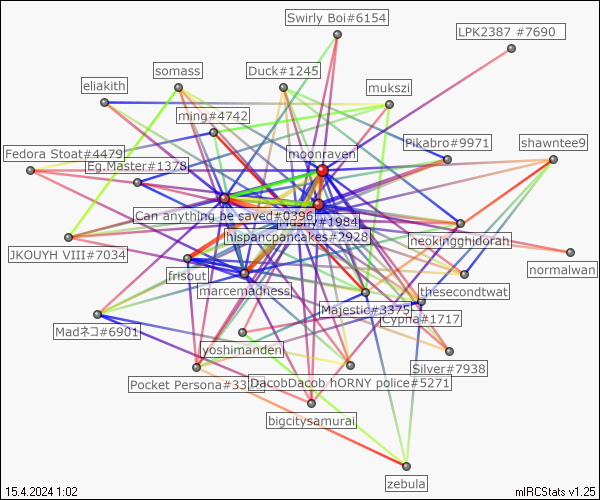 Swirly Boi#6154
LPK2387 #7690
somass
Duck#1245
eliakith
mukszi
ming#4742
Pikabro#9971
shawntee9
moonraven
Fedora Stoat#4479
Eg.Master#1378
Can anything be saved#0396
#1984
hispancpancakes#2928
neokingghidorah
JKOUYH VIII#7034
frisout
normalwan
marcemadness
thesecondtwat
Majestic#3375
#1717
Madネコ#6901
yoshimanden
Silver#7938
Pocket Persona#33
DacobDacob hORNY police#5271
bigcitysamurai
zebula
15.4.2024 1:02
mIRCStats v1.25